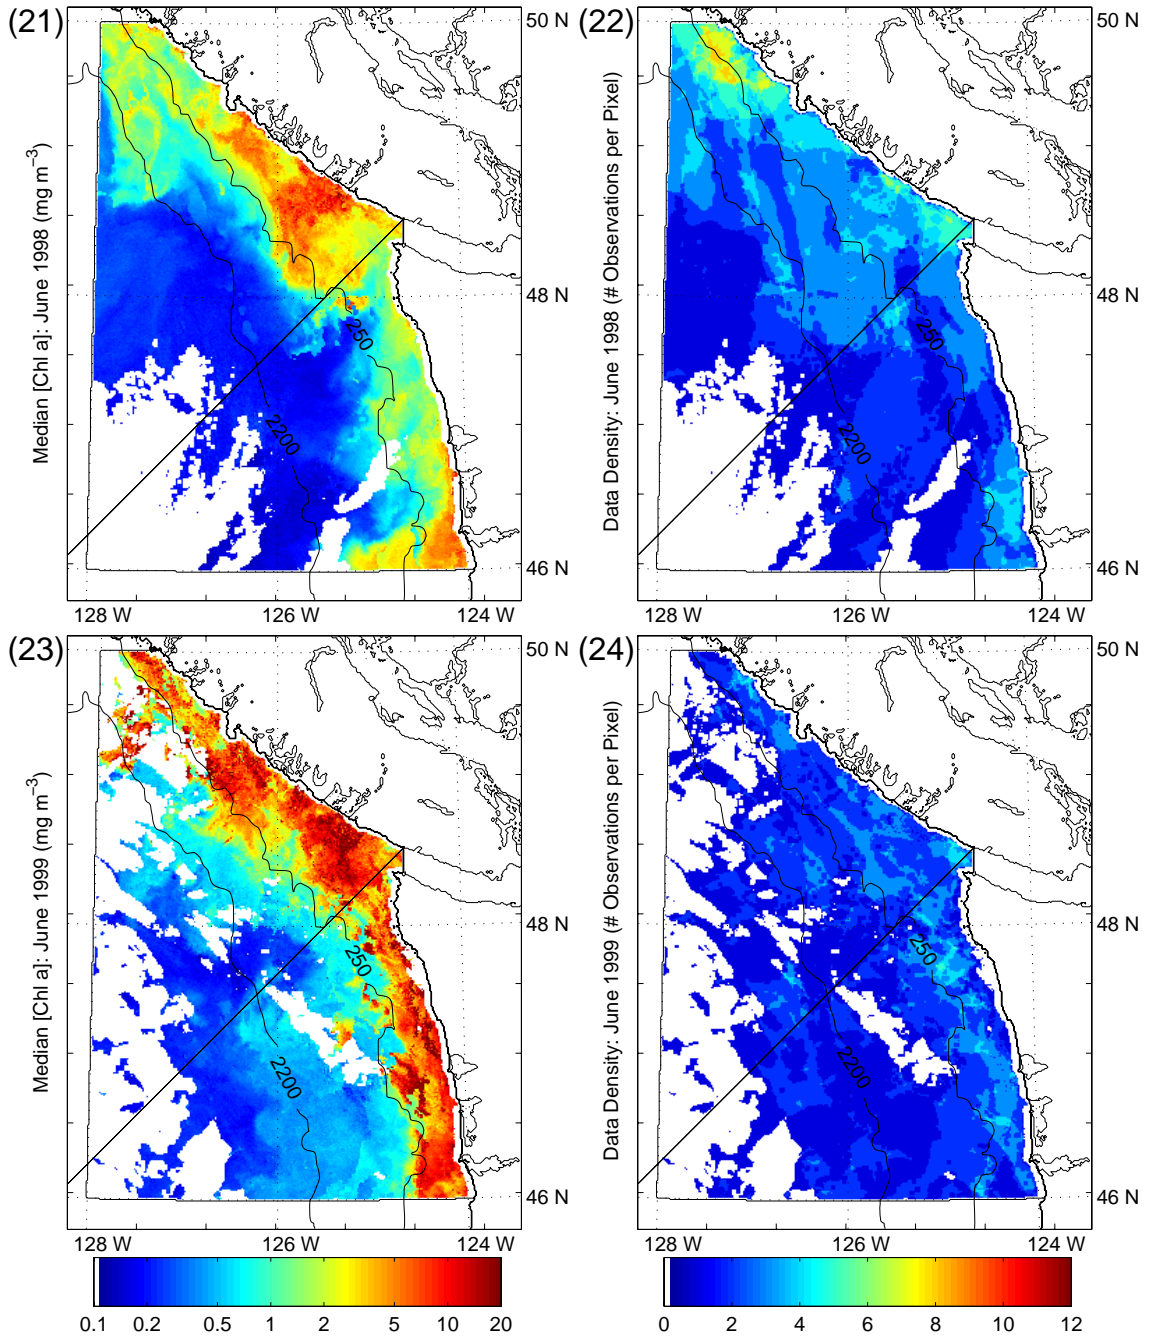 (21)
Median [Chl a]: June 1998 (mg m⁻³)
250
2200
128 W
126 W
124 W
50 N
48 N
46 N
(22)
Data Density: June 1998 (# Observations per Pixel)
250
2200
128 W
126 W
124 W
50 N
48 N
46 N
(23)
Median [Chl a]: June 1999 (mg m⁻³)
250
2200
128 W
126 W
124 W
50 N
48 N
46 N
(24)
Data Density: June 1999 (# Observations per Pixel)
250
2200
128 W
126 W
124 W
50 N
48 N
46 N
0.1 0.2 0.5 1 2 5 10 20
0 2 4 6 8 10 12